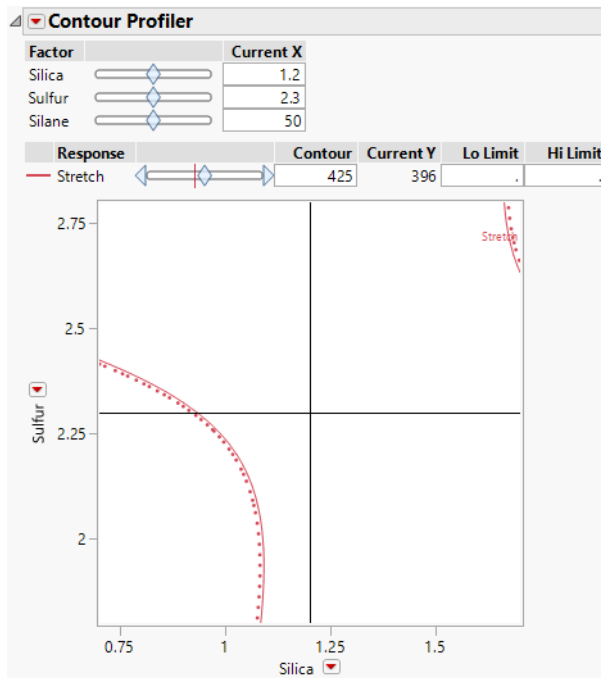 Contour Profiler
Factor Current X
Silica 1.2
Sulfur 2.3
Silane 50
Response Contour Current Y Lo Limit Hi Limit
Stretch 425 396 . .
2.75
Stretch
2.5
Sulfur
2.25
2
0.75 1 1.25 1.5
Silica